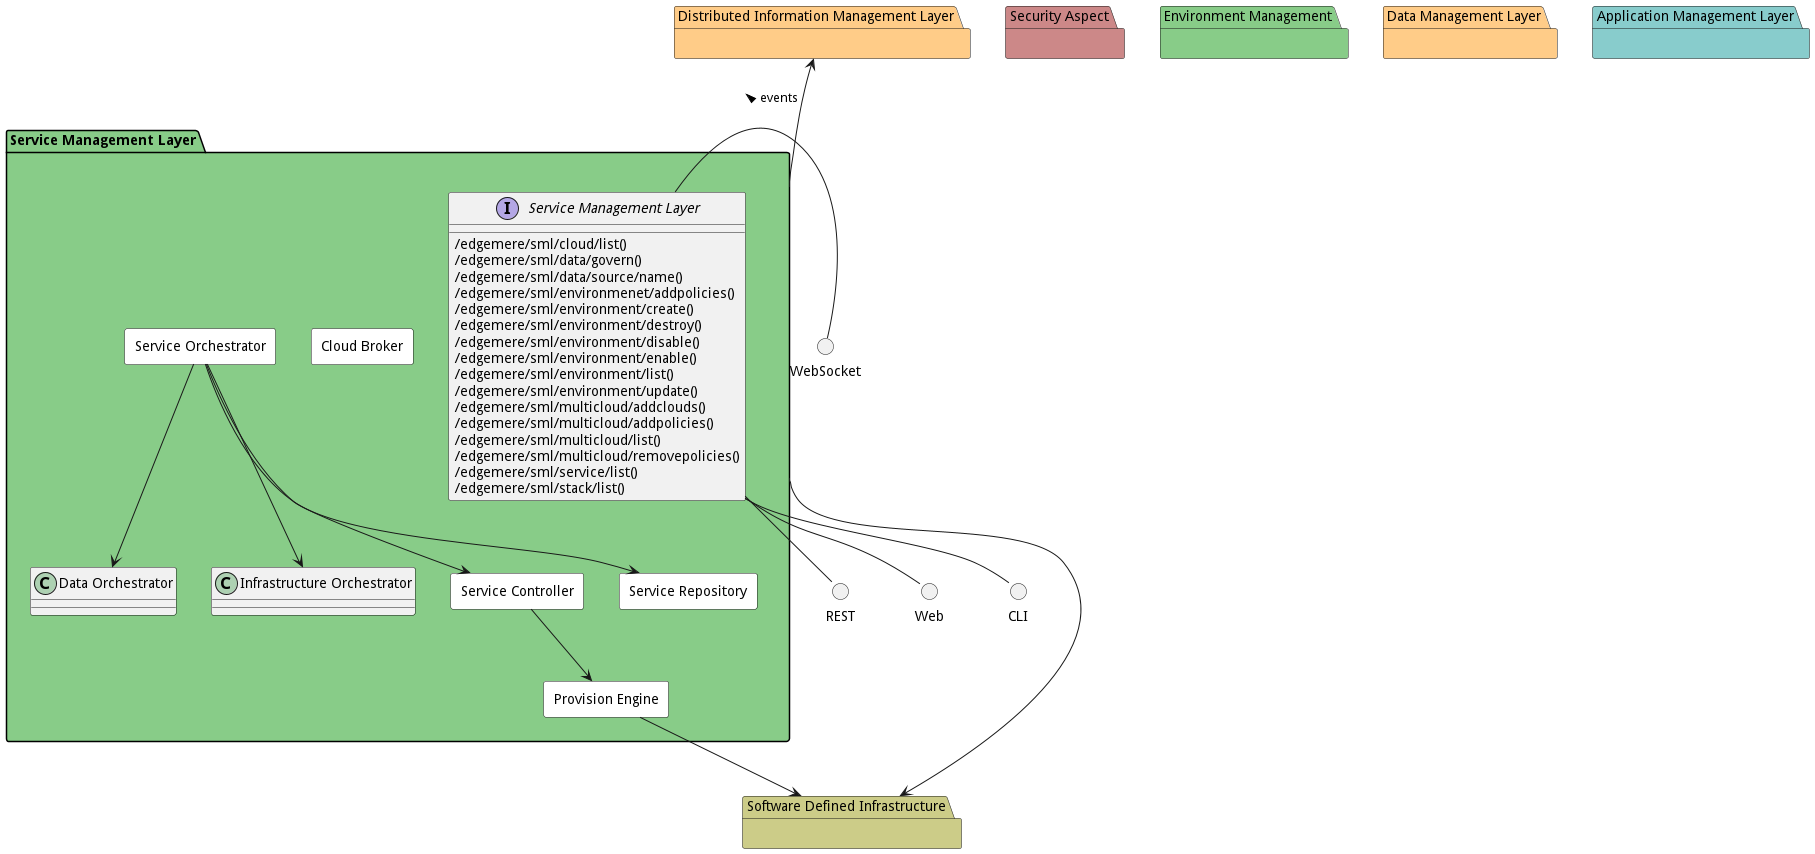 Distributed Information Management Layer
Security Aspect
Environment Management
Data Management Layer
Application Management Layer
events
Service Management Layer
I
Service Management Layer
/edgemere/sml/cloud/list()
/edgemere/sml/data/govern()
/edgemere/sml/data/source/name()
/edgemere/sml/environmenet/addpolicies()
/edgemere/sml/environment/create()
/edgemere/sml/environment/destroy()
/edgemere/sml/environment/disable()
/edgemere/sml/environment/enable()
/edgemere/sml/environment/list()
/edgemere/sml/environment/update()
/edgemere/sml/multicloud/addclouds()
/edgemere/sml/multicloud/addpolicies()
/edgemere/sml/multicloud/list()
/edgemere/sml/multicloud/removepolicies()
/edgemere/sml/service/list()
/edgemere/sml/stack/list()
Service Orchestrator
Cloud Broker
WebSocket
C Data Orchestrator
C Infrastructure Orchestrator
Service Controller
Service Repository
REST
Web
CLI
Provision Engine
Software Defined Infrastructure